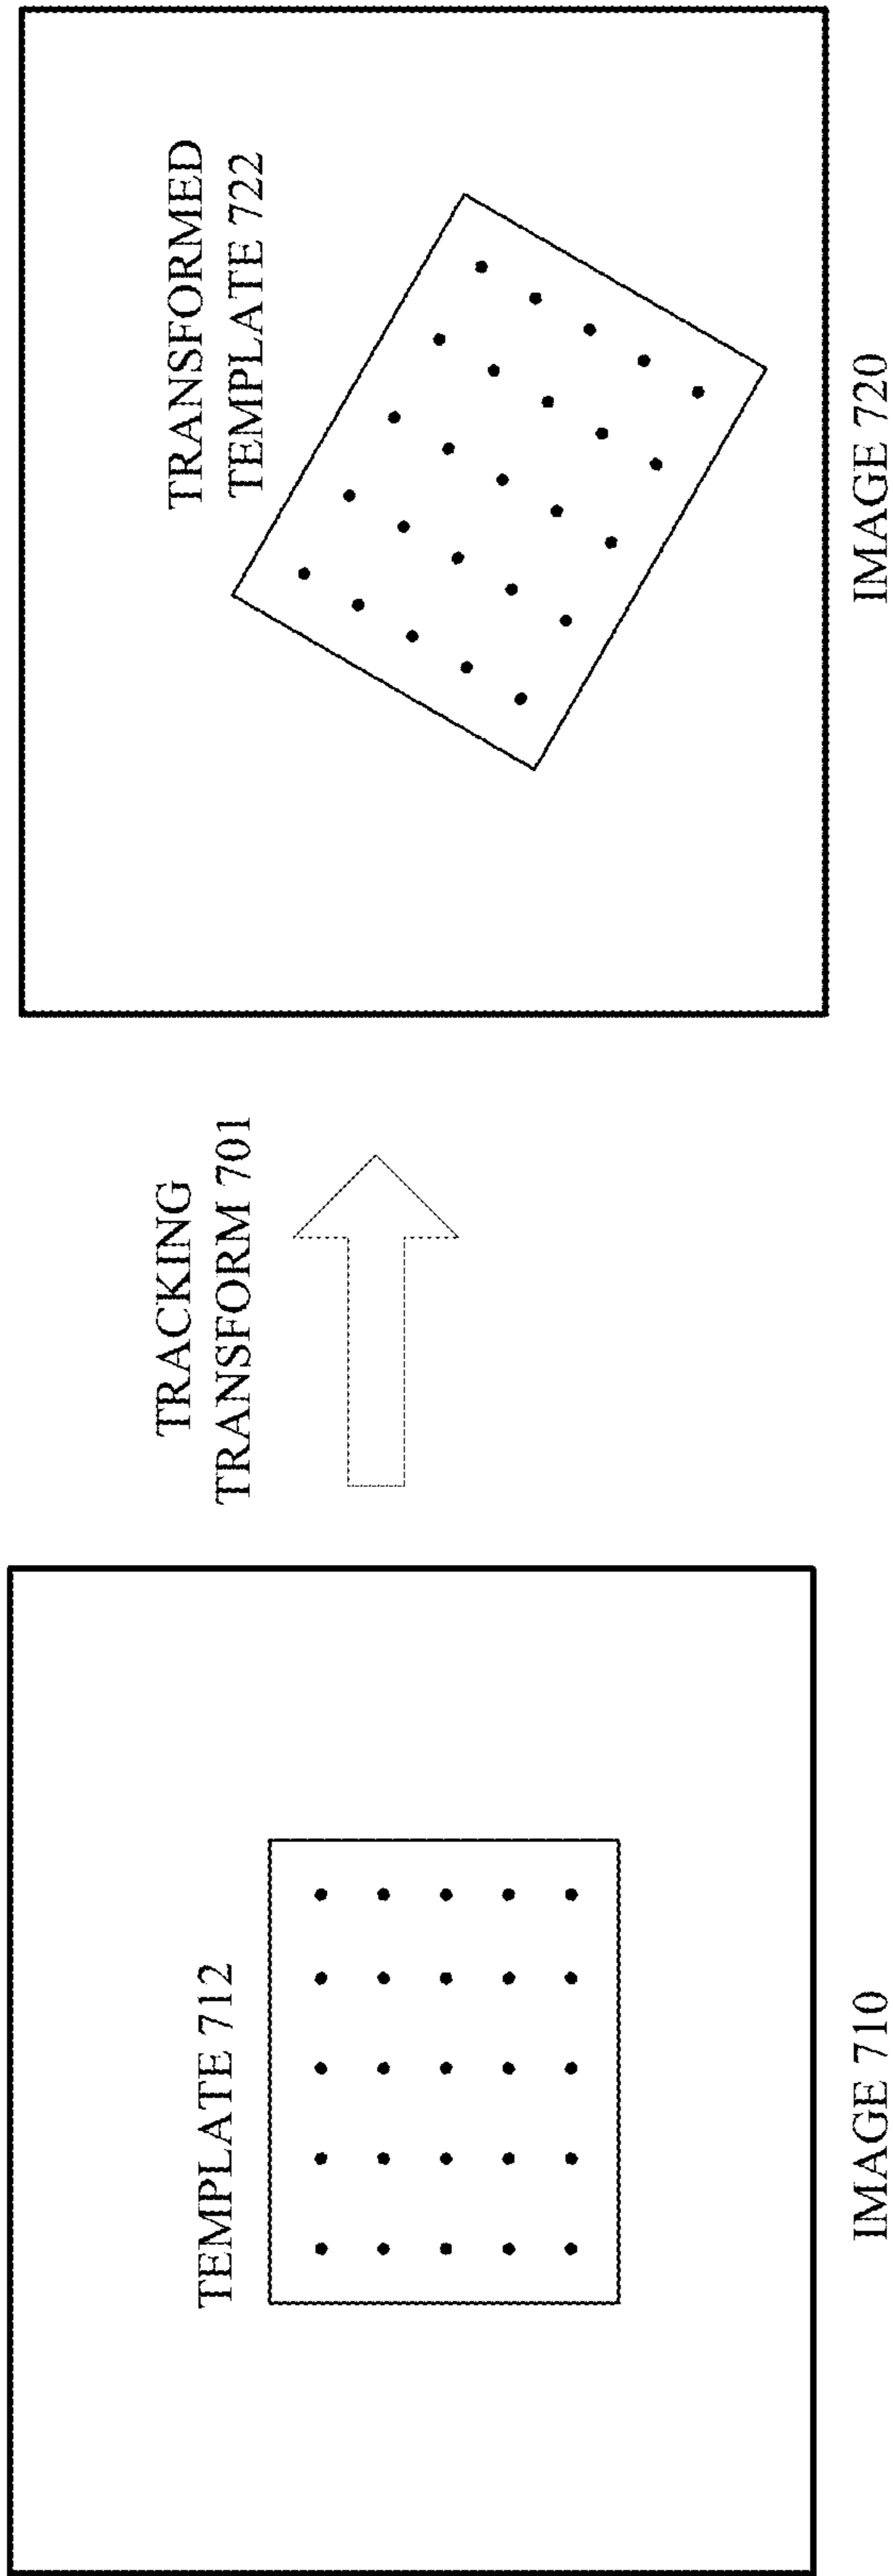 TEMPLATE 712
IMAGE 710
TRACKING
TRANSFORM 701
TRANSFORMED
TEMPLATE 722
IMAGE 720